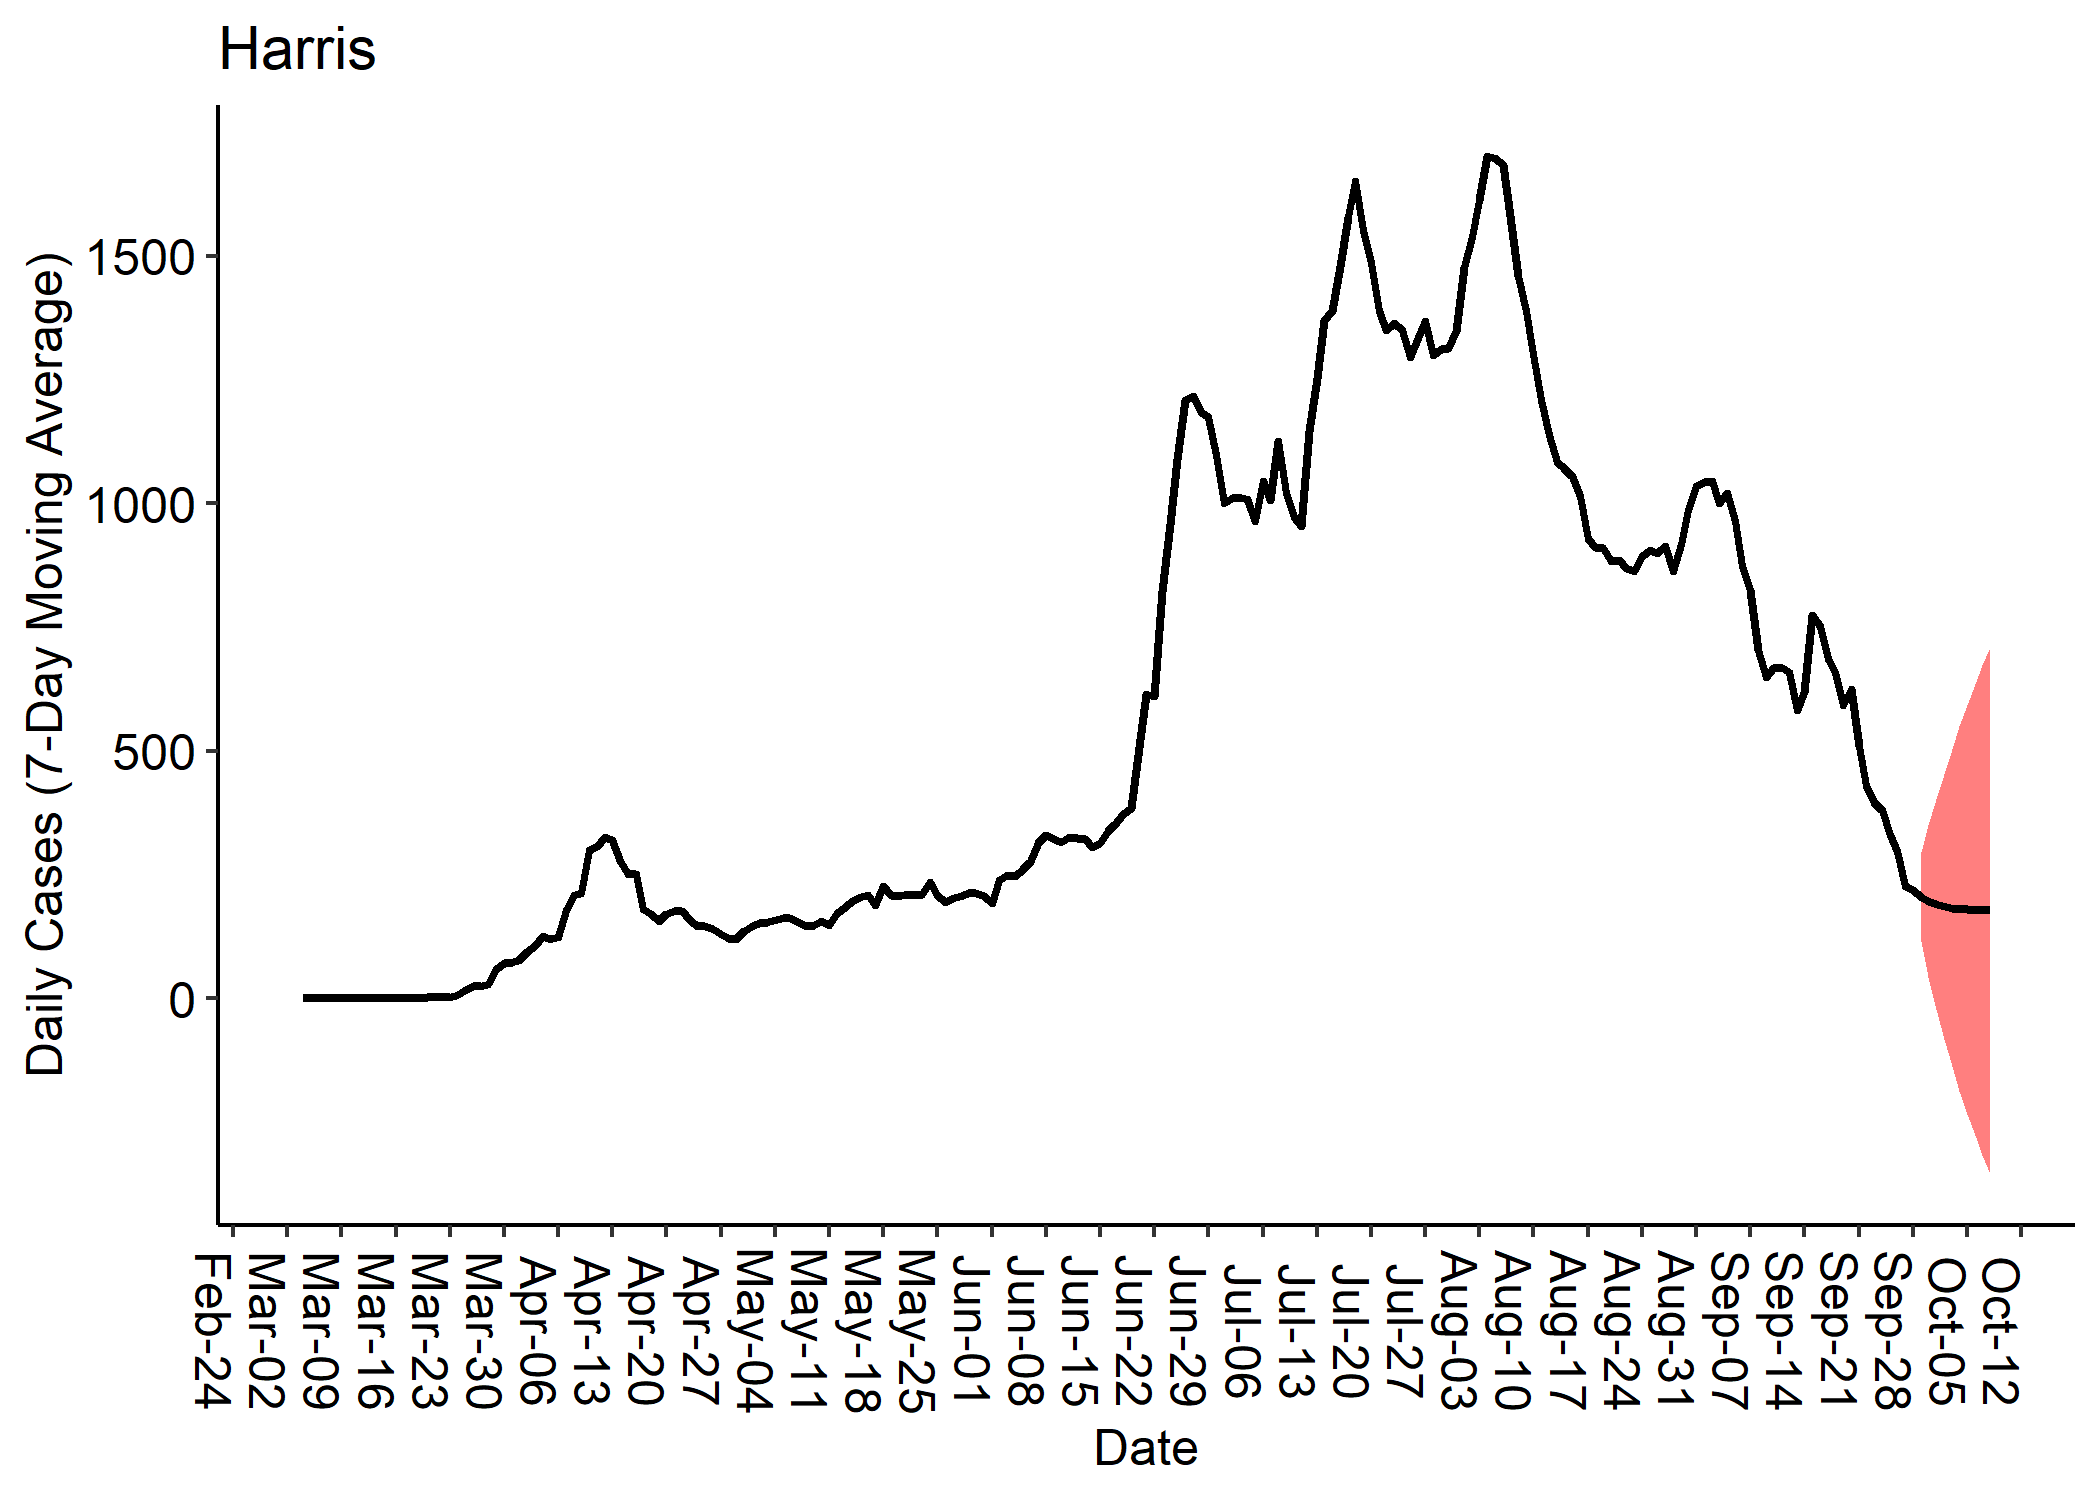 Harris
Daily Cases (7-Day Moving Average)
1500
1000
500
0
Feb-24
Mar-02
Mar-09
Mar-16
Mar-23
Mar-30
Apr-06
Apr-13
Apr-20
Apr-27
May-04
May-11
May-18
May-25
Jun-01
Jun-08
Jun-15
Jun-22
Jun-29
Jul-06
Jul-13
Jul-20
Jul-27
Aug-03
Aug-10
Aug-17
Aug-24
Aug-31
Sep-07
Sep-14
Sep-21
Sep-28
Oct-05
Oct-12
Date